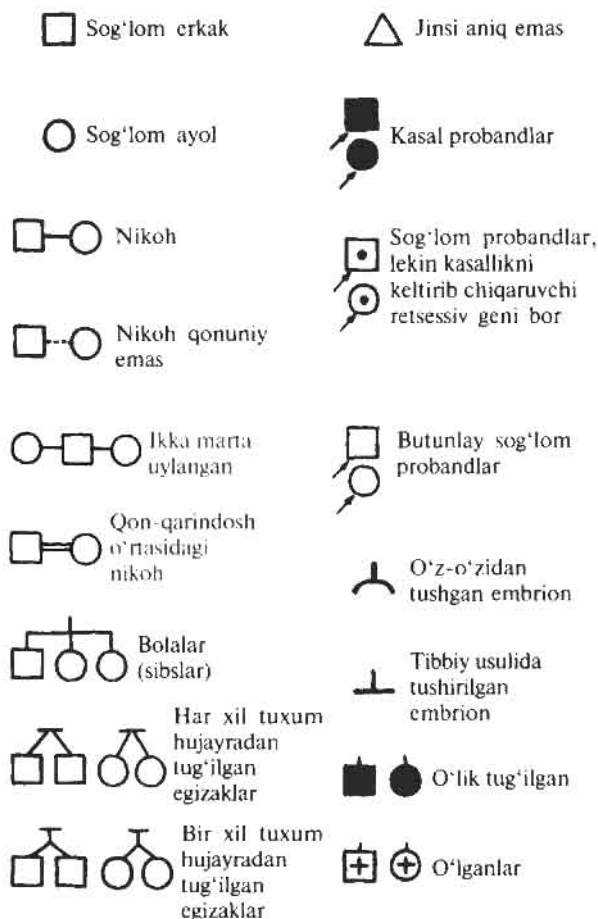 Sog‘lom erkak
Sog‘lom ayol
Nikoh
Nikoh qonuniy
emas
Ikka marta
uylangan
Qon-qarindosh
o‘rtasidagi
nikoh
Bolalar
(sibslar)
Har xil tuxum
hujayradan
tug‘ilgan
egizaklar
Bir xil tuxum
hujayradan
tug‘ilgan
egizaklar
Jinsi aniq emas
Kasal probandlar
Sog‘lom probandlar,
lekin kasallikni
keltirib chiqaruvchi
retsessiv geni bor
Butunlay sog‘lom
probandlar
O‘z-o‘zidan
tushgan embrion
Tibbiy usulida
tushirilgan
embrion
O‘lik tug‘ilgan
O‘lganlar